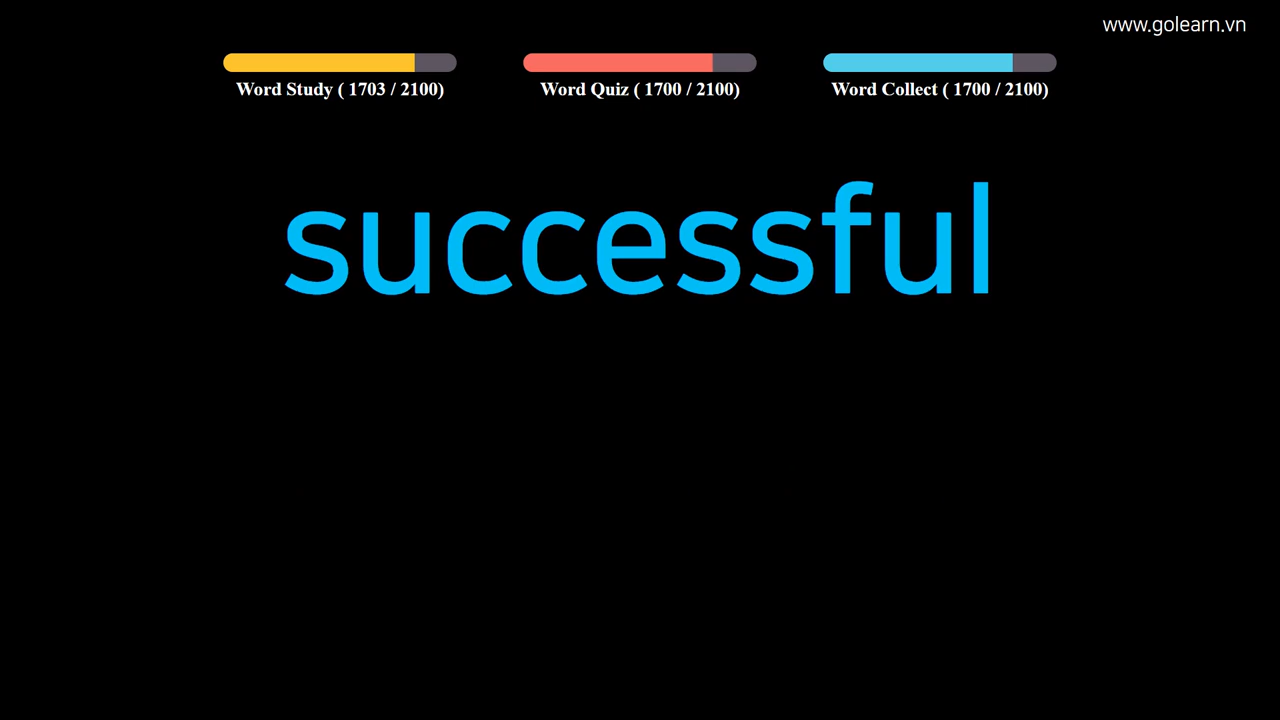 www.golearn.vn
Word Study ( 1703 / 2100)
Word Quiz ( 1700 / 2100)
Word Collect ( 1700 / 2100)
successful